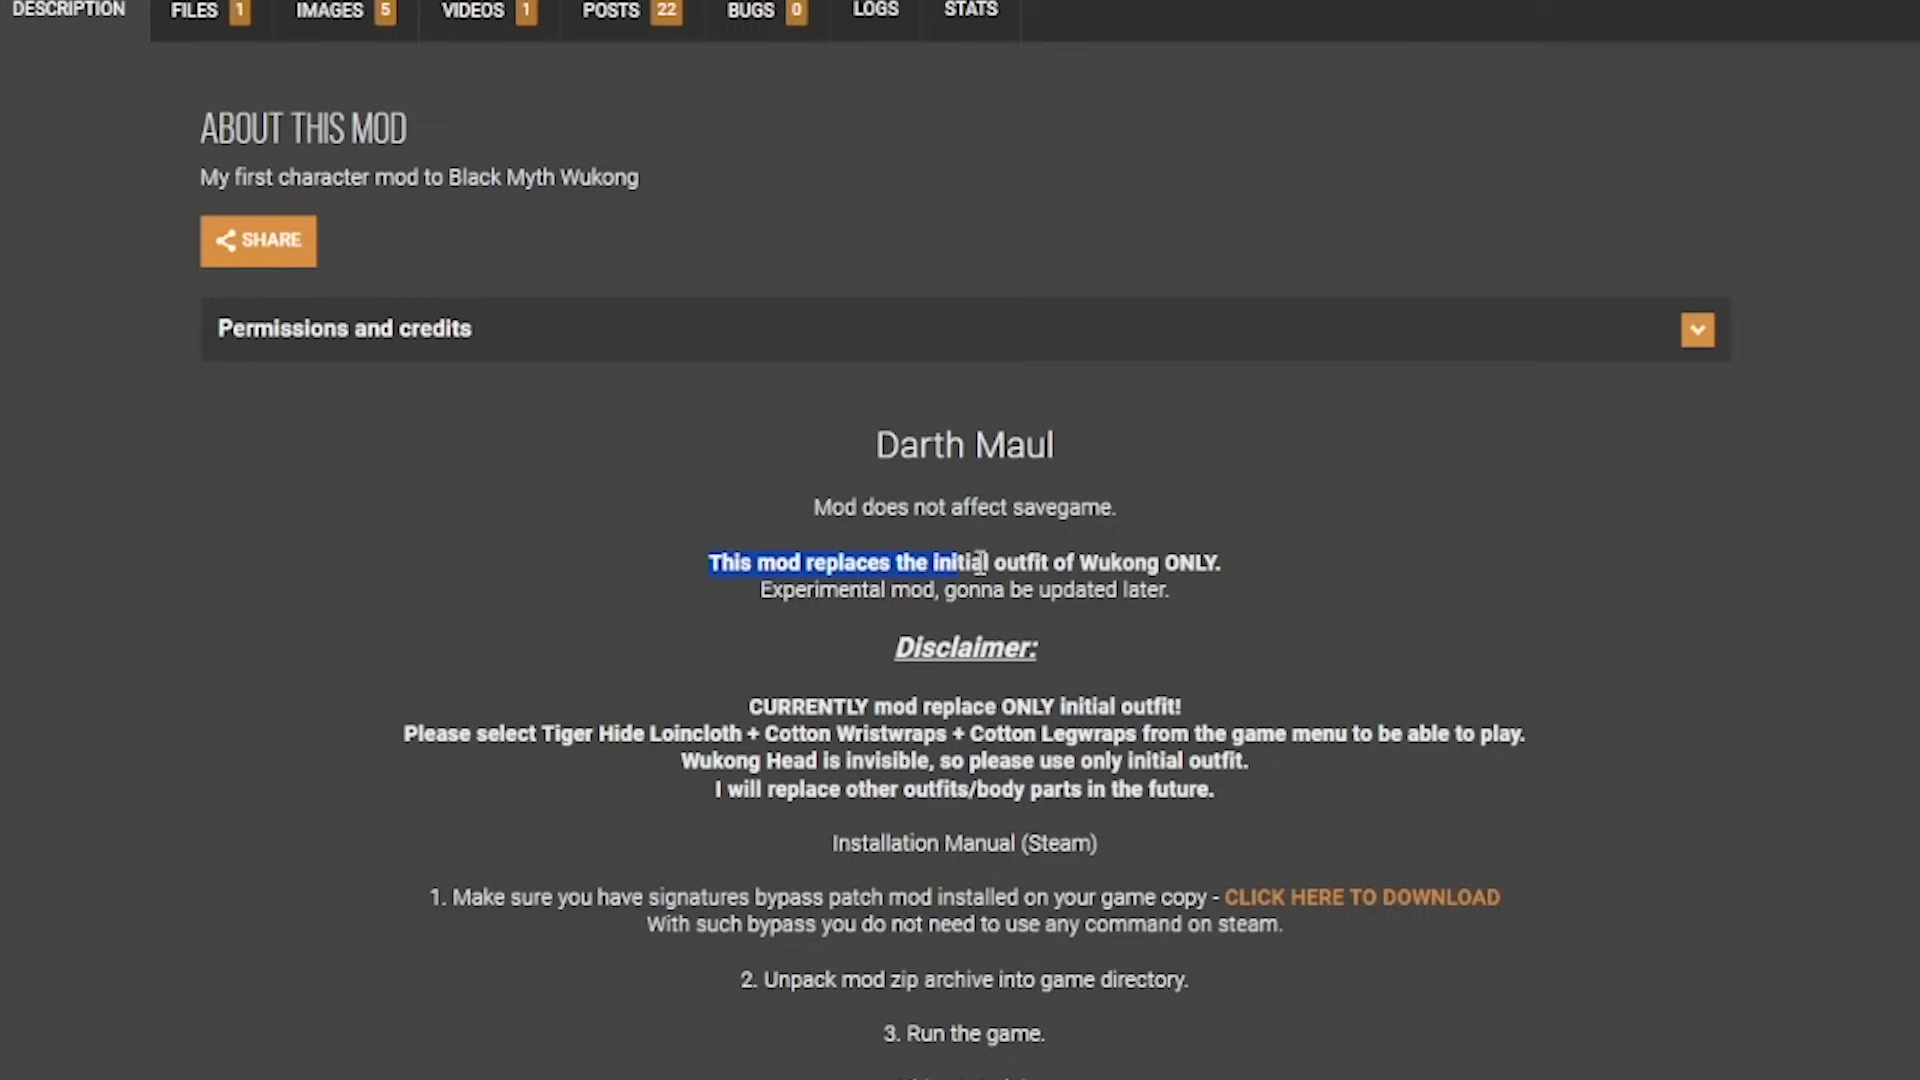 DESCRIPTION FILES 1 IMAGES 5 VIDEOS 1 POSTS 22 BUGS 0 LOGS STATS
ABOUT THIS MOD
My first character mod to Black Myth Wukong
SHARE
Permissions and credits
Darth Maul
Mod does not affect savegame.
This mod replaces the initial outfit of Wukong ONLY.
Experimental mod, gonna be updated later.
Disclaimer:
CURRENTLY mod replace ONLY initial outfit!
Please select Tiger Hide Loincloth + Cotton Wristwraps + Cotton Legwraps from the game menu to be able to play.
Wukong Head is invisible, so please use only initial outfit.
I will replace other outfits/body parts in the future.
Installation Manual (Steam)
1. Make sure you have signatures bypass patch mod installed on your game copy - CLICK HERE TO DOWNLOAD
With such bypass you do not need to use any command on steam.
2. Unpack mod zip archive into game directory.
3. Run the game.